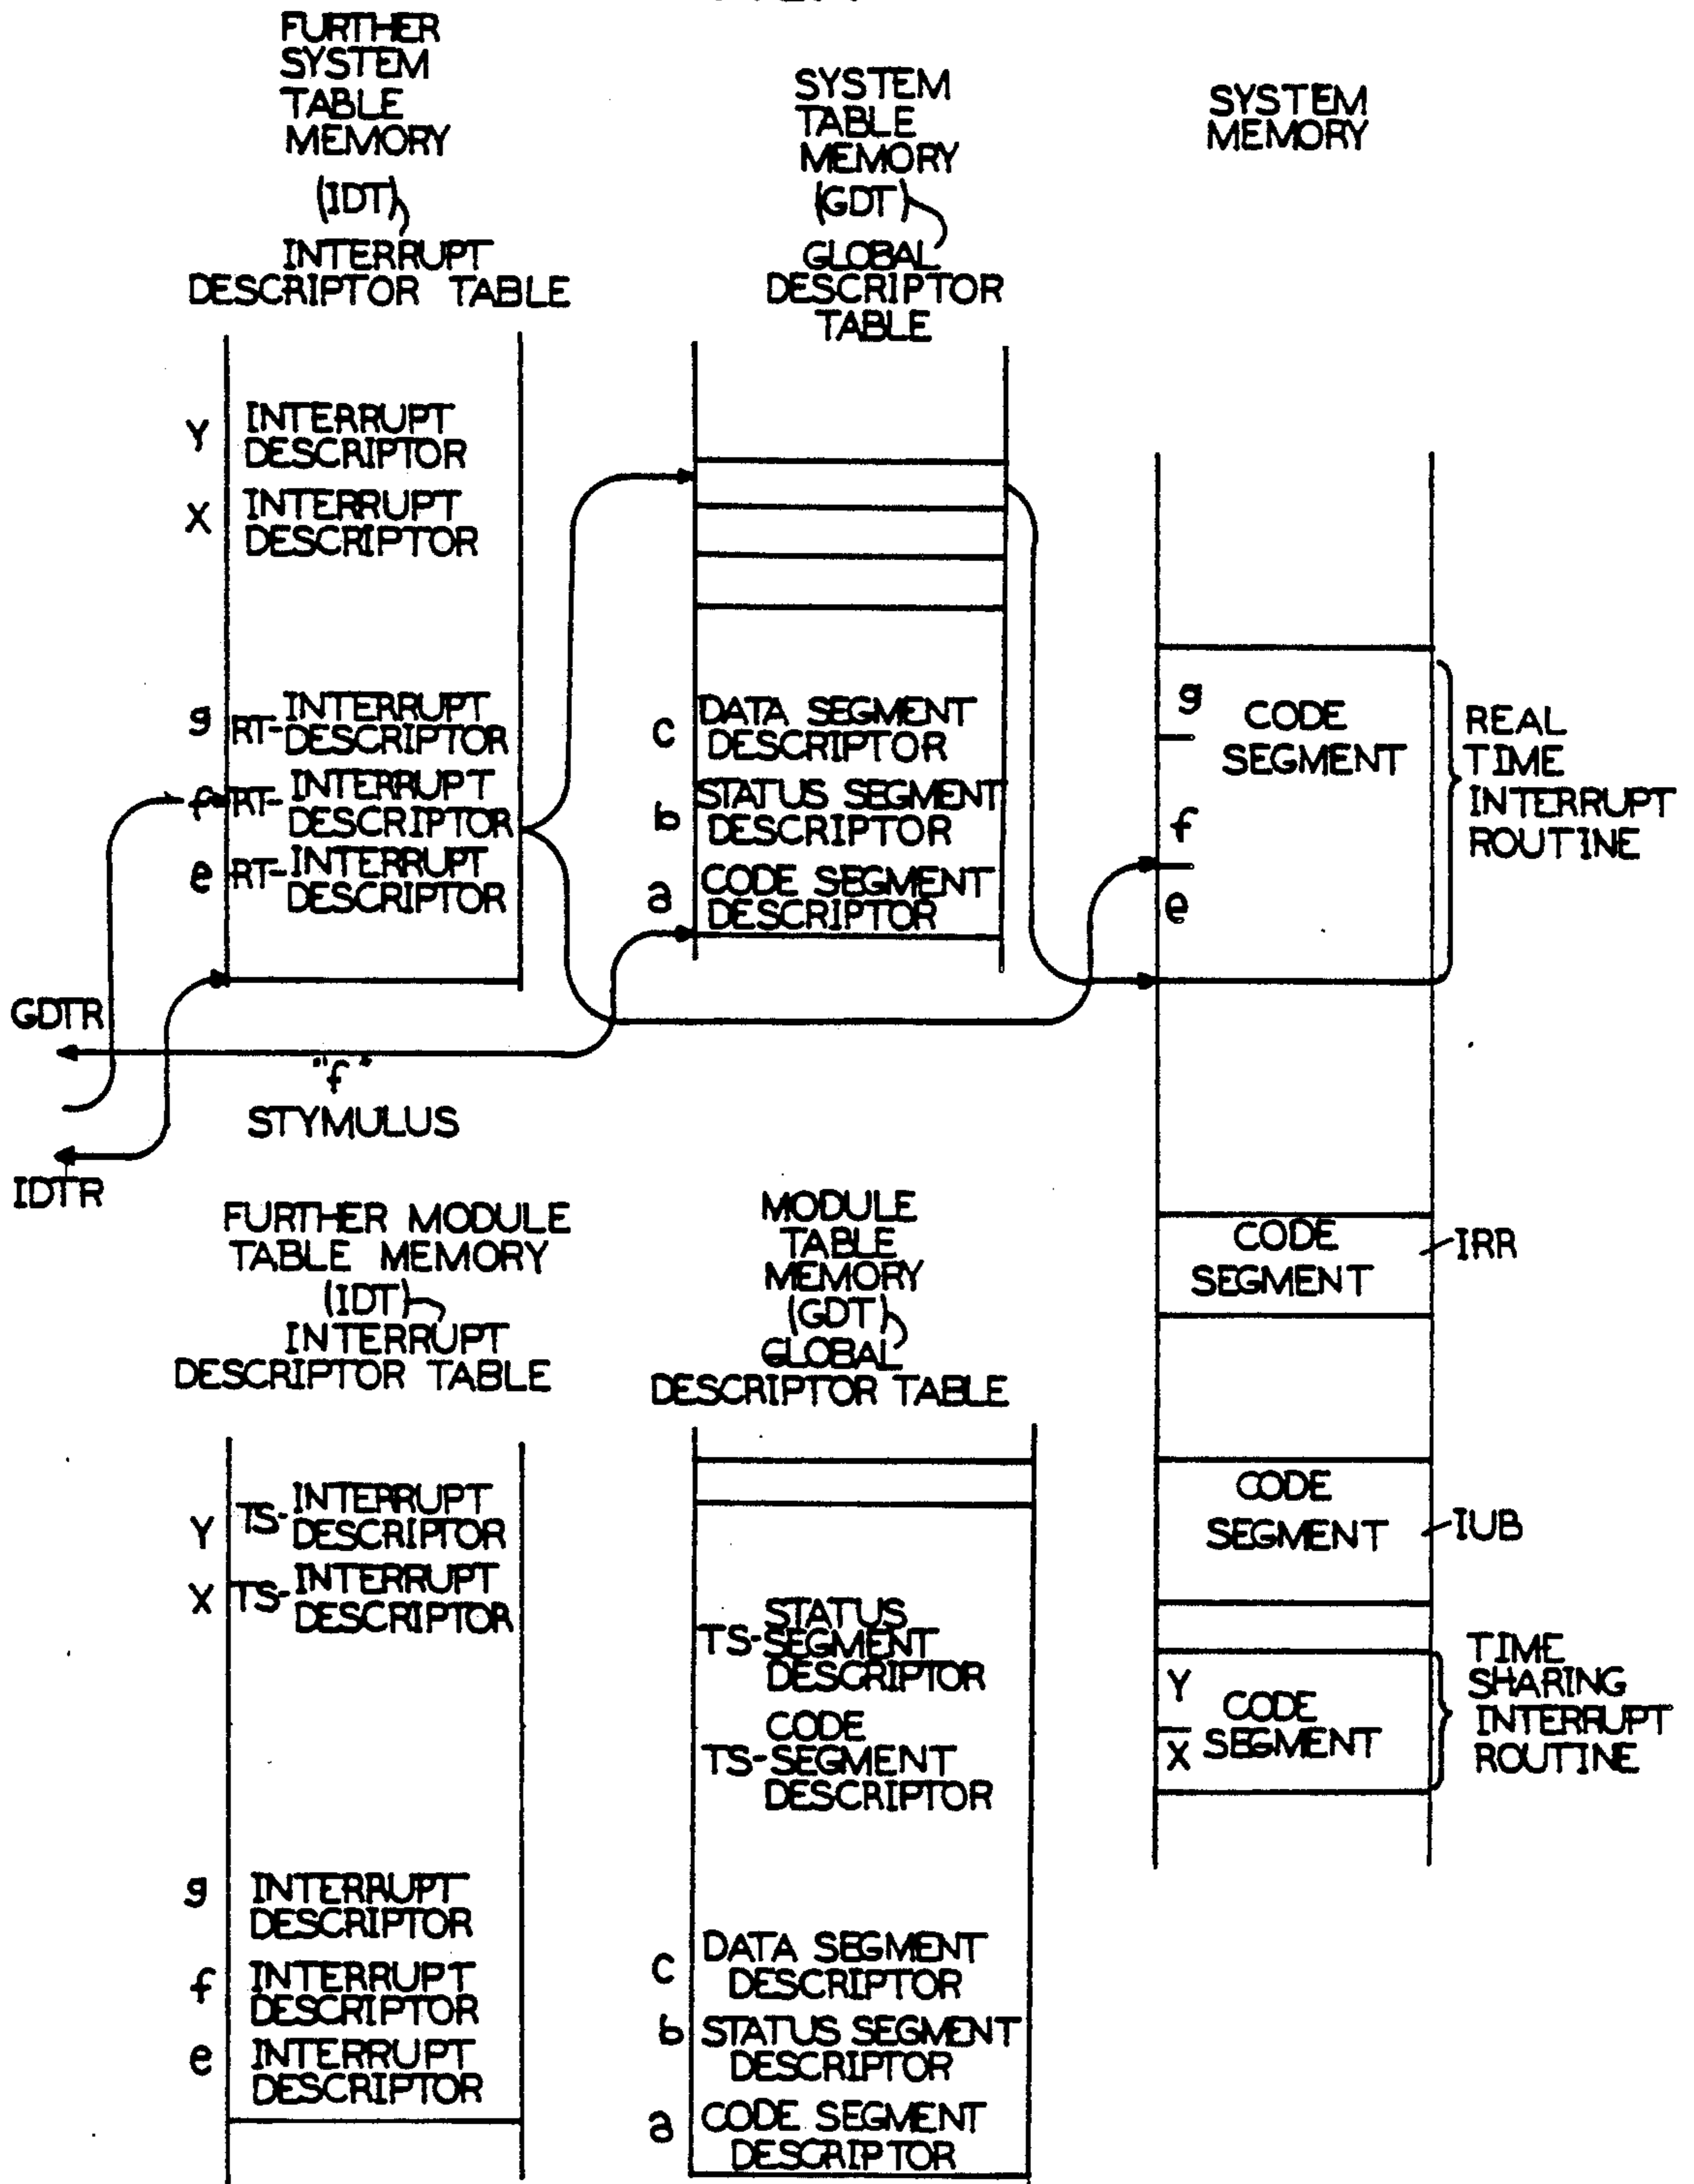 FURTHER
SYSTEM
TABLE
MEMORY
(IDT)
INTERRUPT
DESCRIPTOR TABLE
SYSTEM
TABLE
MEMORY
(GDT)
GLOBAL
DESCRIPTOR
TABLE
SYSTEM
MEMORY
Y INTERRUPT
DESCRIPTOR
X INTERRUPT
DESCRIPTOR
g RT-INTERRUPT
DESCRIPTOR
f RT-INTERRUPT
DESCRIPTOR
e RT-INTERRUPT
DESCRIPTOR
c DATA SEGMENT
DESCRIPTOR
b STATUS SEGMENT
DESCRIPTOR
a CODE SEGMENT
DESCRIPTOR
g
f
e
CODE
SEGMENT
REAL
TIME
INTERRUPT
ROUTINE
GDTR
"f"
STYMULUS
IDTR
CODE
SEGMENT
IRR
CODE
SEGMENT
IUB
Y
X
CODE
SEGMENT
TIME
SHARING
INTERRUPT
ROUTINE
FURTHER MODULE
TABLE MEMORY
(IDT)
INTERRUPT
DESCRIPTOR TABLE
MODULE
TABLE
MEMORY
(GDT)
GLOBAL
DESCRIPTOR TABLE
Y TS-INTERRUPT
DESCRIPTOR
X TS-INTERRUPT
DESCRIPTOR
g INTERRUPT
DESCRIPTOR
f INTERRUPT
DESCRIPTOR
e INTERRUPT
DESCRIPTOR
STATUS
TS-SEGMENT
DESCRIPTOR
CODE
TS-SEGMENT
DESCRIPTOR
c DATA SEGMENT
DESCRIPTOR
b STATUS SEGMENT
DESCRIPTOR
a CODE SEGMENT
DESCRIPTOR